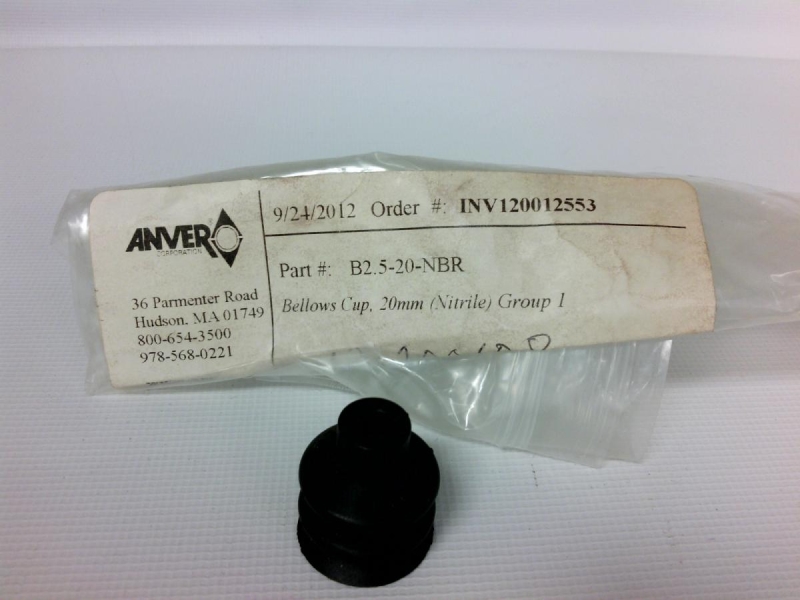 ANVER
CORPORATION
36 Parmenter Road
Hudson, MA 01749
800-654-3500
978-568-0221
9/24/2012 Order #: INV120012553
Part #: B2.5-20-NBR
Bellows Cup, 20mm (Nitrile) Group 1